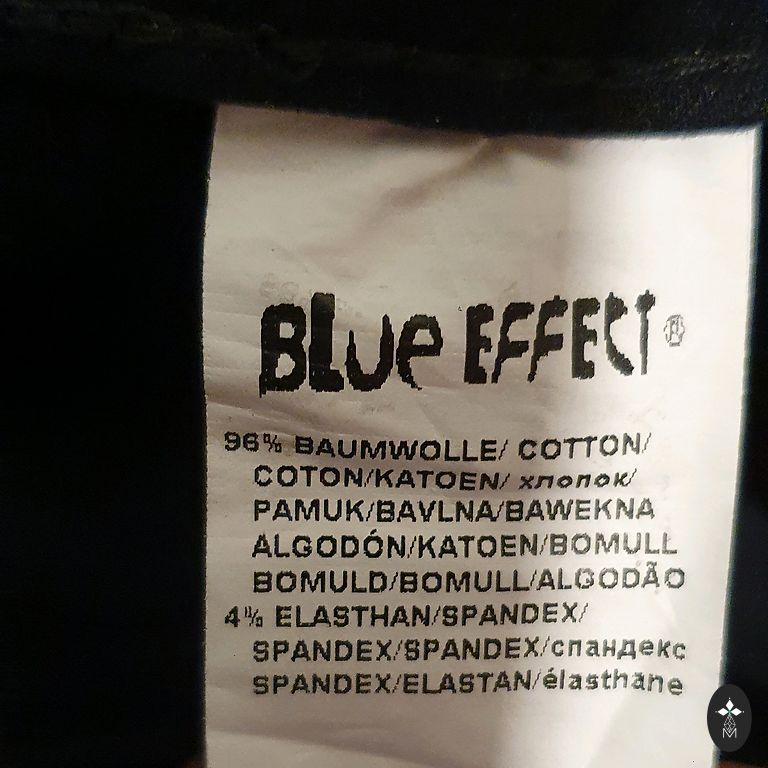 BLUE EFFECT®
96% BAUMWOLLE/ COTTON/
COTON/KATOEN/ хлопок/
PAMUK/BAVLNA/BAWEKNA
ALGODÓN/KATOEN/BOMULL
BOMULD/BOMULL/ALGODÃO
4% ELASTHAN/SPANDEX/
SPANDEX/SPANDEX/спандекс
SPANDEX/ELASTAN/élasthane
M